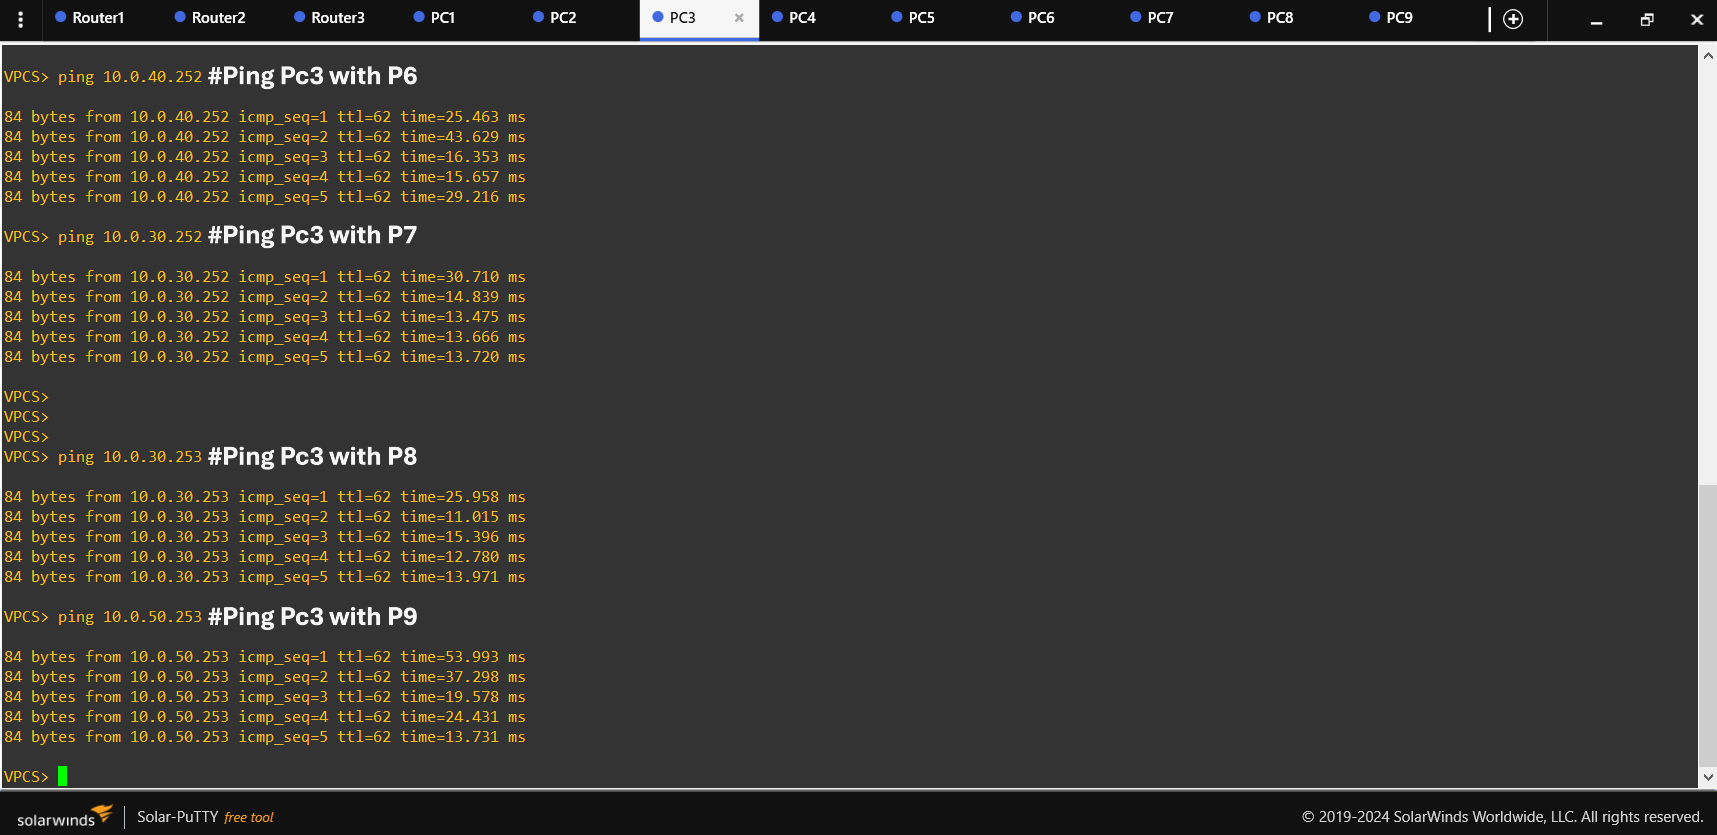 Router1 Router2 Router3 PC1 PC2 PC3 PC4 PC5 PC6 PC7 PC8 PC9
VPCS> ping 10.0.40.252 #Ping Pc3 with P6
84 bytes from 10.0.40.252 icmp_seq=1 ttl=62 time=25.463 ms
84 bytes from 10.0.40.252 icmp_seq=2 ttl=62 time=43.629 ms
84 bytes from 10.0.40.252 icmp_seq=3 ttl=62 time=16.353 ms
84 bytes from 10.0.40.252 icmp_seq=4 ttl=62 time=15.657 ms
84 bytes from 10.0.40.252 icmp_seq=5 ttl=62 time=29.216 ms
VPCS> ping 10.0.30.252 #Ping Pc3 with P7
84 bytes from 10.0.30.252 icmp_seq=1 ttl=62 time=30.710 ms
84 bytes from 10.0.30.252 icmp_seq=2 ttl=62 time=14.839 ms
84 bytes from 10.0.30.252 icmp_seq=3 ttl=62 time=13.475 ms
84 bytes from 10.0.30.252 icmp_seq=4 ttl=62 time=13.666 ms
84 bytes from 10.0.30.252 icmp_seq=5 ttl=62 time=13.720 ms
VPCS>
VPCS>
VPCS>
VPCS> ping 10.0.30.253 #Ping Pc3 with P8
84 bytes from 10.0.30.253 icmp_seq=1 ttl=62 time=25.958 ms
84 bytes from 10.0.30.253 icmp_seq=2 ttl=62 time=11.015 ms
84 bytes from 10.0.30.253 icmp_seq=3 ttl=62 time=15.396 ms
84 bytes from 10.0.30.253 icmp_seq=4 ttl=62 time=12.780 ms
84 bytes from 10.0.30.253 icmp_seq=5 ttl=62 time=13.971 ms
VPCS> ping 10.0.50.253 #Ping Pc3 with P9
84 bytes from 10.0.50.253 icmp_seq=1 ttl=62 time=53.993 ms
84 bytes from 10.0.50.253 icmp_seq=2 ttl=62 time=37.298 ms
84 bytes from 10.0.50.253 icmp_seq=3 ttl=62 time=19.578 ms
84 bytes from 10.0.50.253 icmp_seq=4 ttl=62 time=24.431 ms
84 bytes from 10.0.50.253 icmp_seq=5 ttl=62 time=13.731 ms
VPCS>
solarwinds Solar-PuTTY free tool © 2019-2024 SolarWinds Worldwide, LLC. All rights reserved.